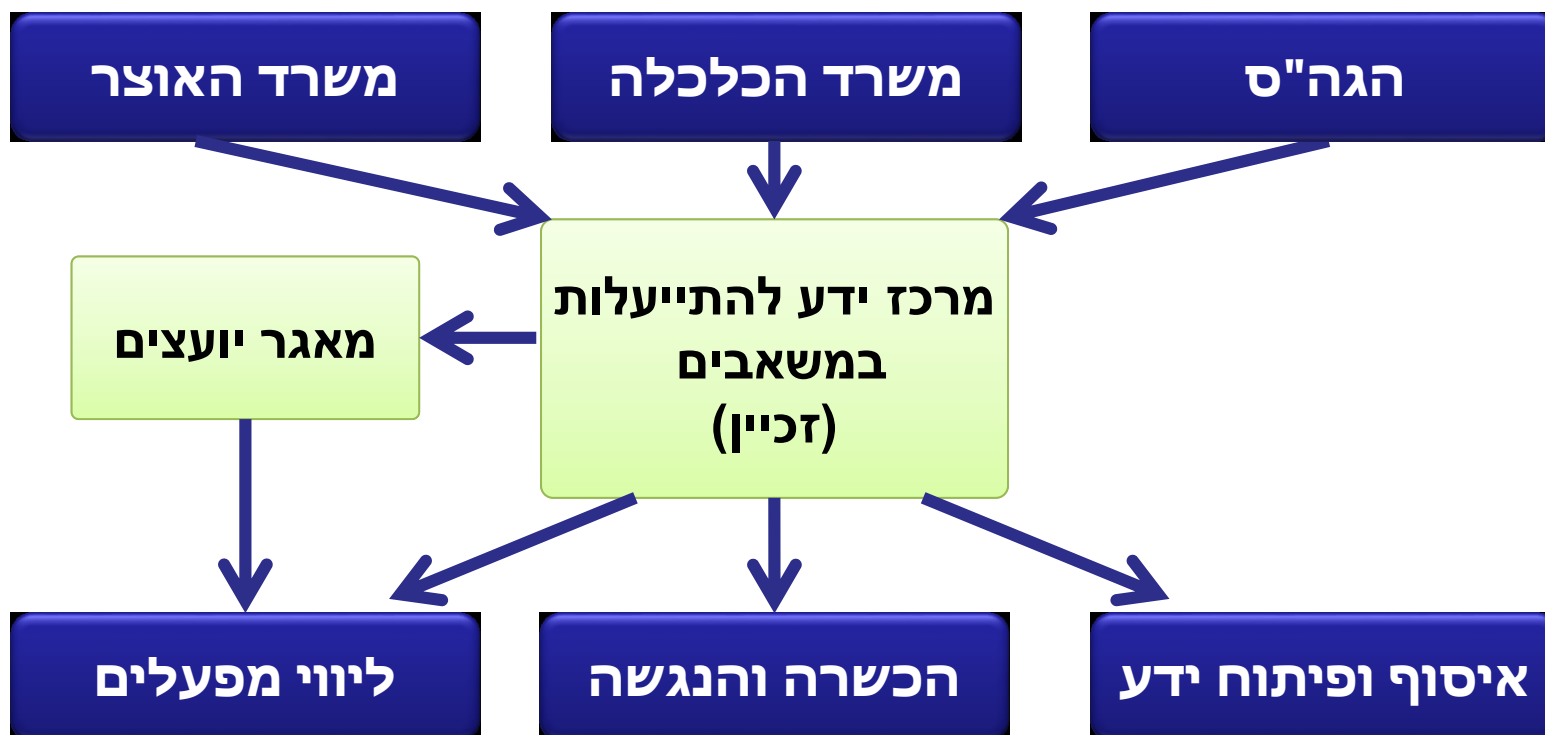 הגה"ס
משרד הכלכלה
משרד האוצר
מרכז ידע להתייעלות
במשאבים
(זכיין)
מאגר יועצים
איסוף ופיתוח ידע
הכשרה והנגשה
ליווי מפעלים